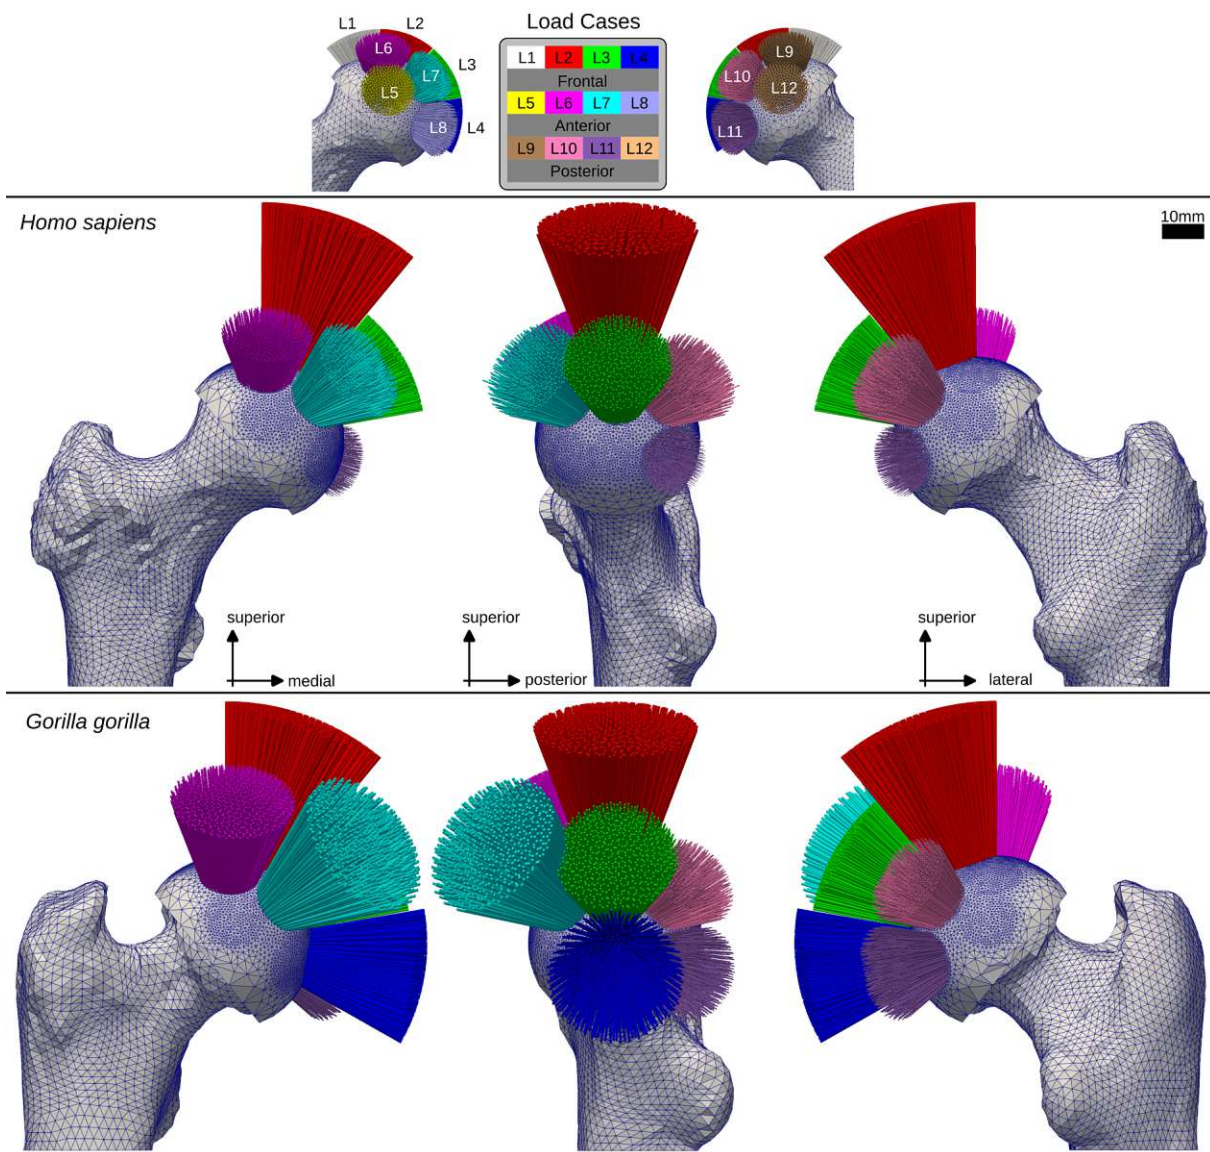 Load Cases
L1 L2
L6
L3
L7
L5
L8 L4
L1 L2 L3 L4
Frontal
L5 L6 L7 L8
Anterior
L9 L10 L11 L12
Posterior
L9
L10
L12
L11
Homo sapiens
10mm
superior
medial
superior
posterior
superior
lateral
Gorilla gorilla